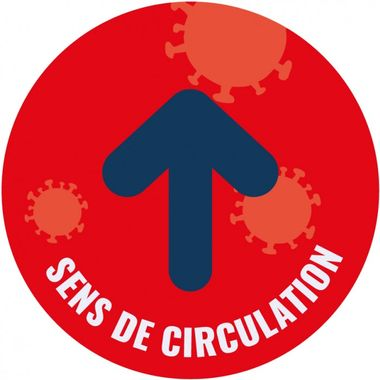 SENS DE CIRCULATION